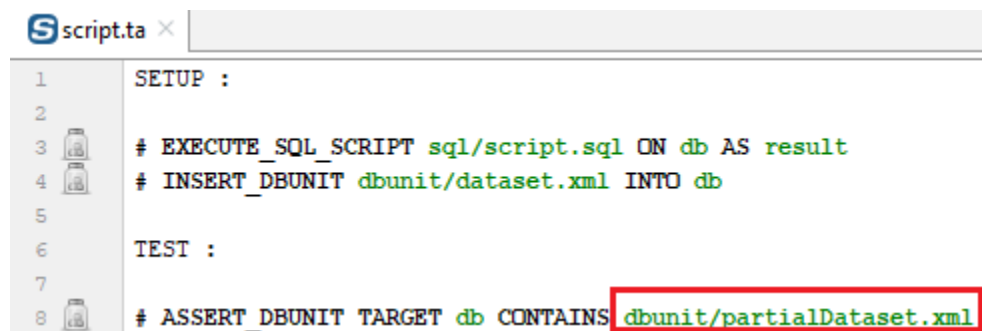 script.ta
1 SETUP :
2
3 # EXECUTE_SQL_SCRIPT sql/script.sql ON db AS result
4 # INSERT_DBUNIT dbunit/dataset.xml INTO db
5
6 TEST :
7
8 # ASSERT_DBUNIT TARGET db CONTAINS dbunit/partialDataset.xml